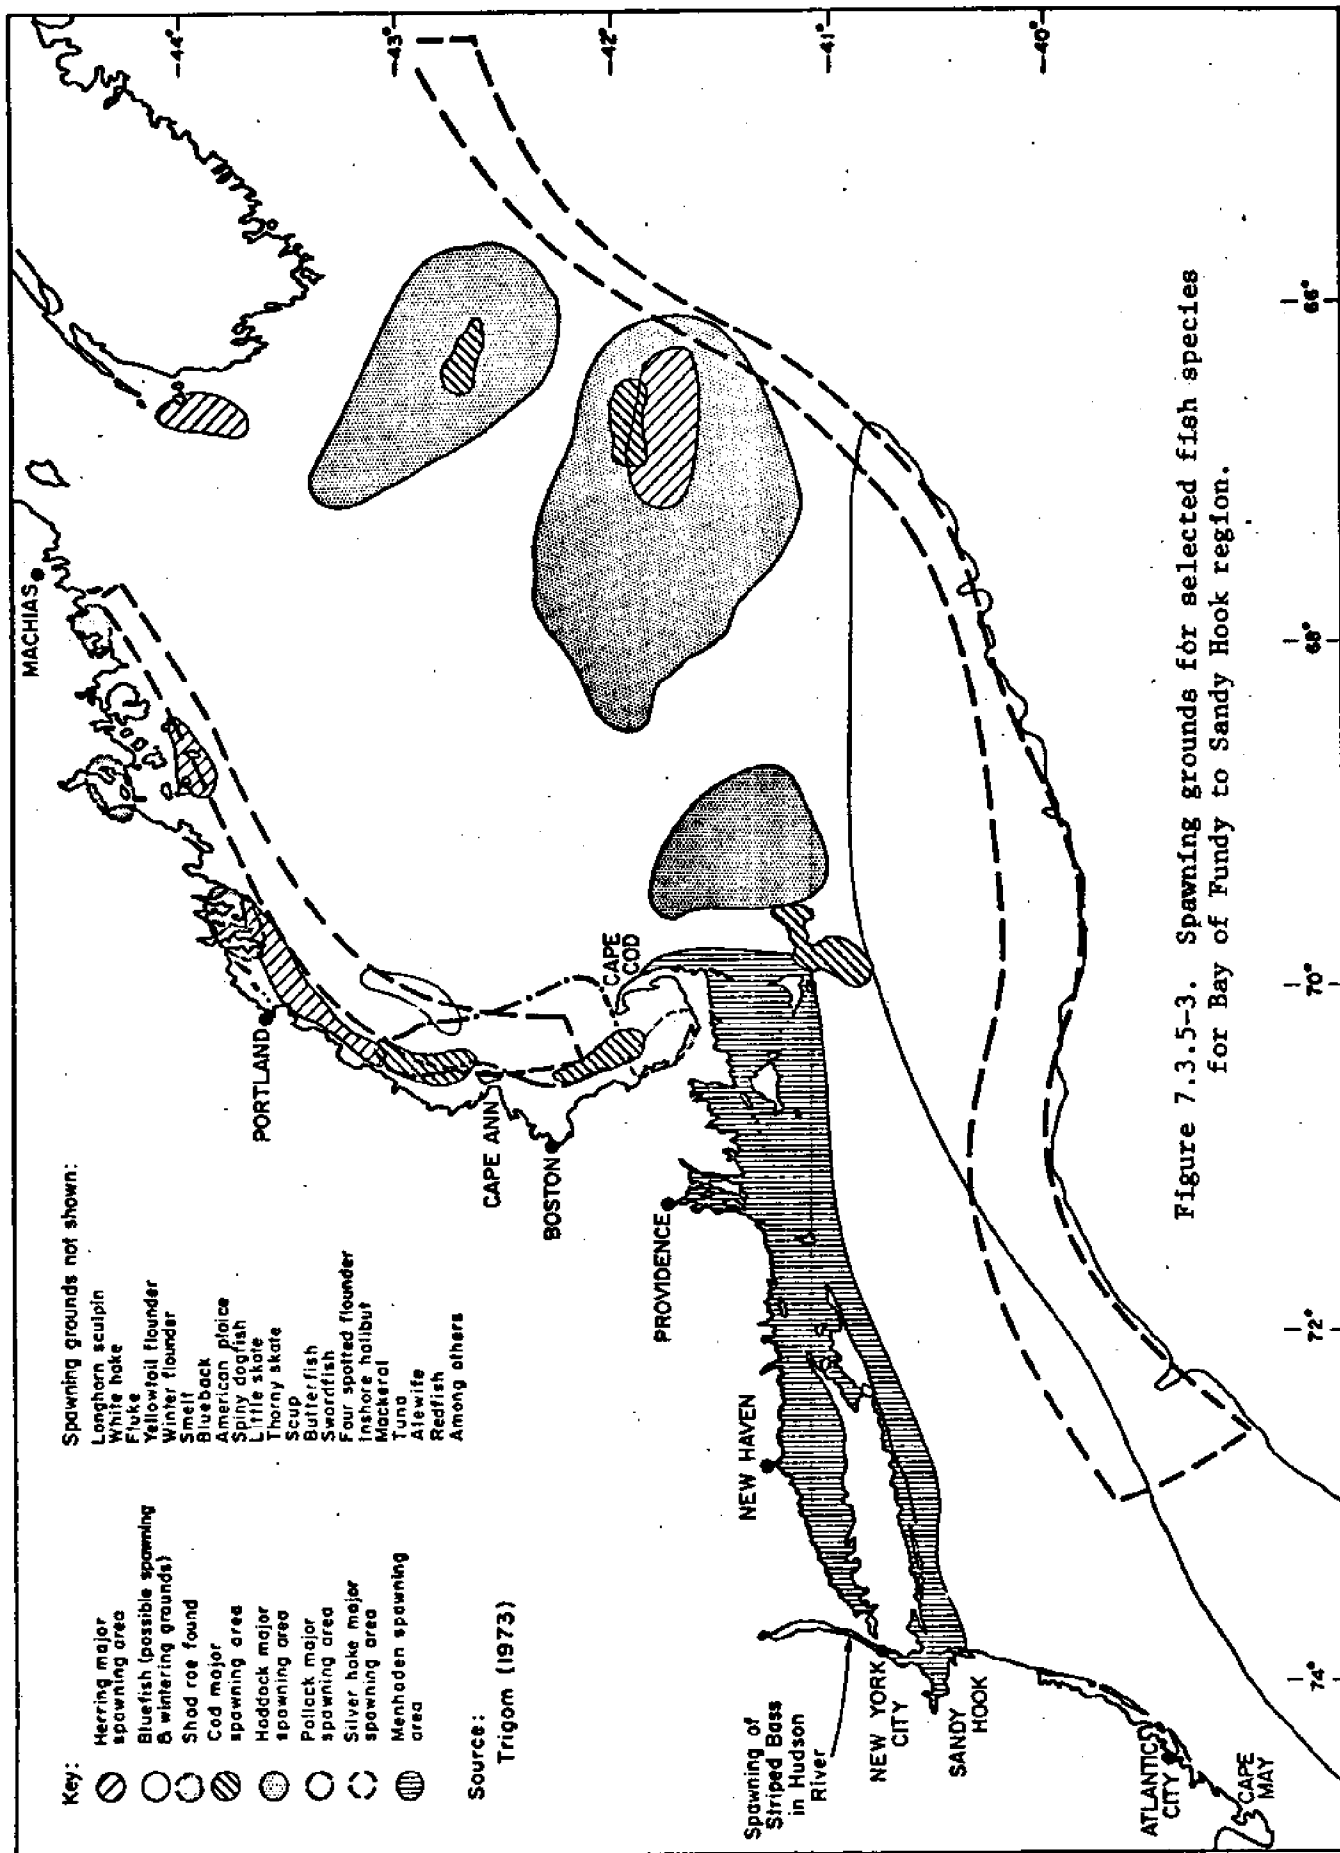 Key:
Herring major
spawning area
Bluefish (possible spawning
& wintering grounds)
Shad roe found
Cod major
spawning area
Haddock major
spawning area
Pollack major
spawning area
Silver hake major
spawning area
Menhaden spawning
area
Source:
Trigom (1973)
Spawning grounds not shown:
Longhorn sculpin
White hake
Fluke
Yellowtail flounder
Winter flounder
Smelt
Blueback
American plaice
Spiny dogfish
Little skate
Thorny skate
Scup
Butterfish
Swordfish
Four spotted flounder
Inshore halibut
Mackeral
Tuna
Alewife
Redfish
Among others
MACHIAS
PORTLAND
CAPE ANN
BOSTON
CAPE
COD
PROVIDENCE
NEW HAVEN
Spawning of
Striped Bass
in Hudson
River
NEW YORK
CITY
SANDY
HOOK
ATLANTIC
CITY
CAPE
MAY
44°
43°
42°
41°
40°
74°
72°
70°
68°
66°
Figure 7.3.5-3. Spawning grounds for selected fish species
for Bay of Fundy to Sandy Hook region.